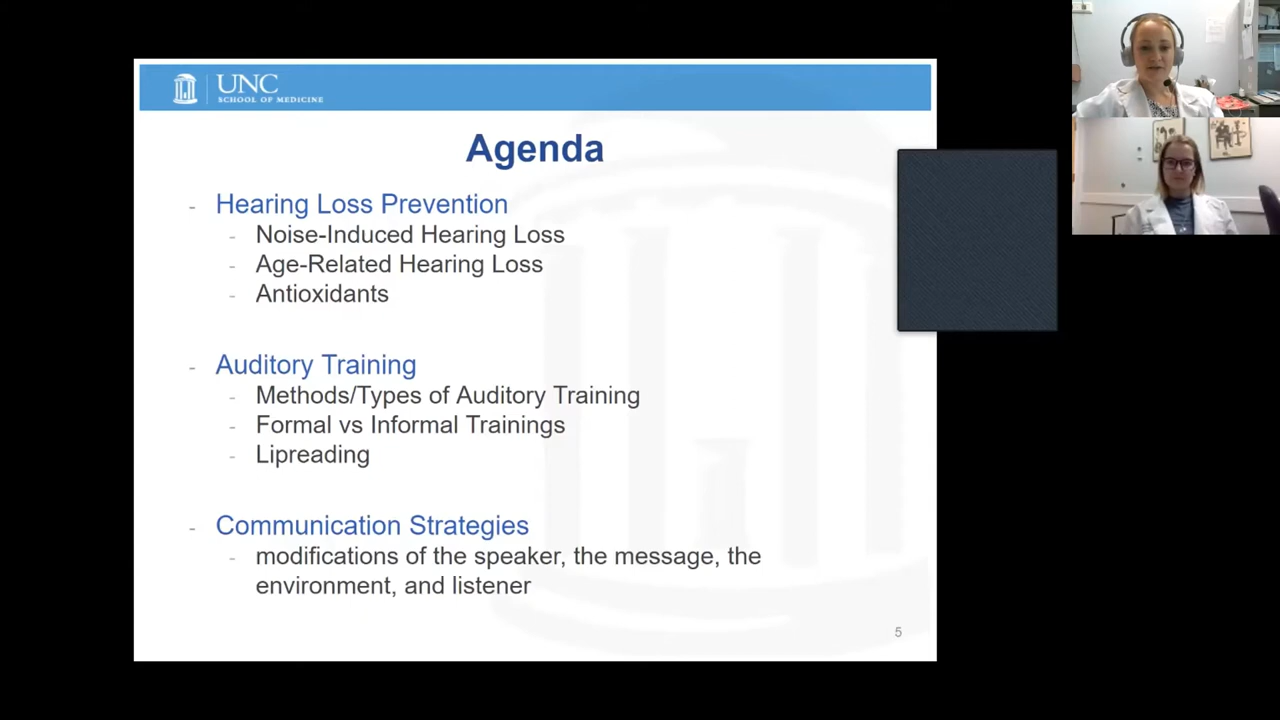 UNC
SCHOOL OF MEDICINE
Agenda
- Hearing Loss Prevention
- Noise-Induced Hearing Loss
- Age-Related Hearing Loss
- Antioxidants
- Auditory Training
- Methods/Types of Auditory Training
- Formal vs Informal Trainings
- Lipreading
- Communication Strategies
- modifications of the speaker, the message, the
environment, and listener
5